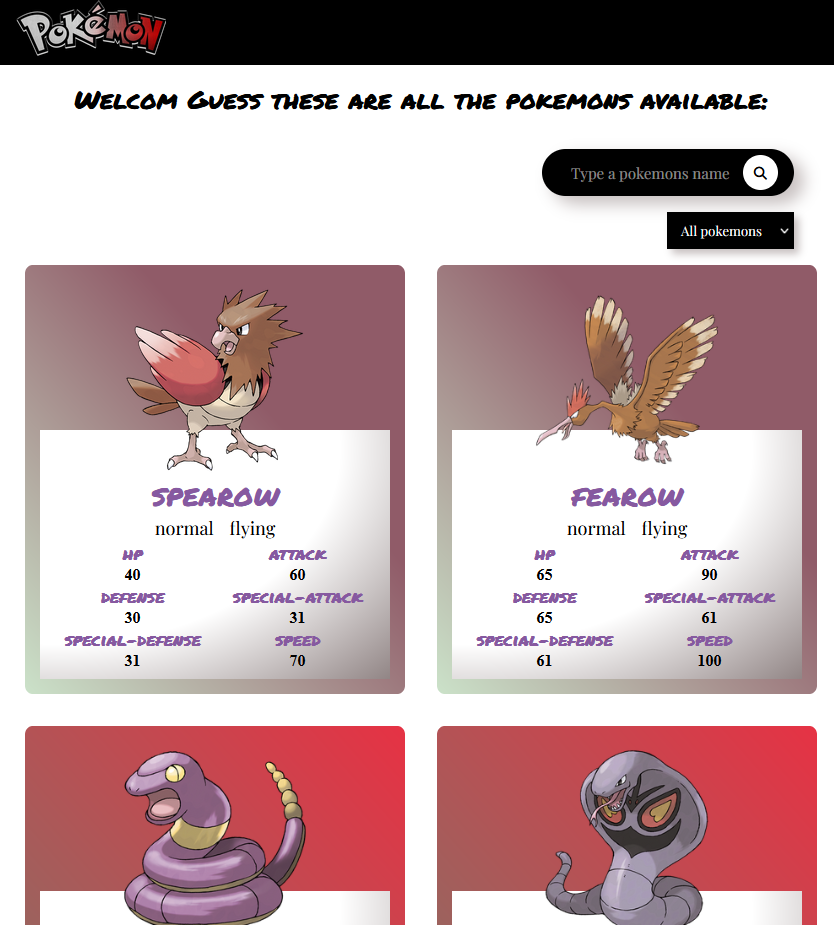 POKéMON
Welcom Guess these are all the pokemons available:
Type a pokemons name
All pokemons
SPEAROW
normal flying
HP ATTACK
40 60
DEFENSE SPECIAL-ATTACK
30 31
SPECIAL-DEFENSE SPEED
31 70
FEAROW
normal flying
HP ATTACK
65 90
DEFENSE SPECIAL-ATTACK
65 61
SPECIAL-DEFENSE SPEED
61 100